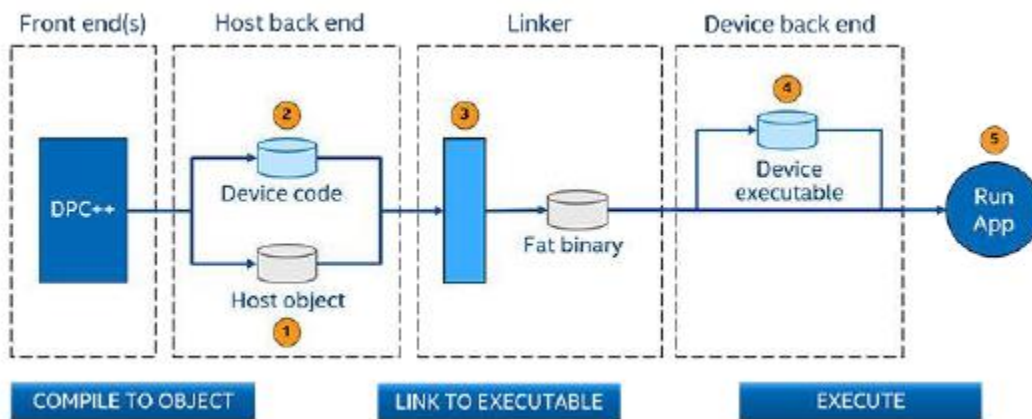 Front end(s)
Host back end
Linker
Device back end
2
3
4
5
DPC++
Device code
Device
executable
Run
App
Fat binary
Host object
1
COMPILE TO OBJECT
LINK TO EXECUTABLE
EXECUTE